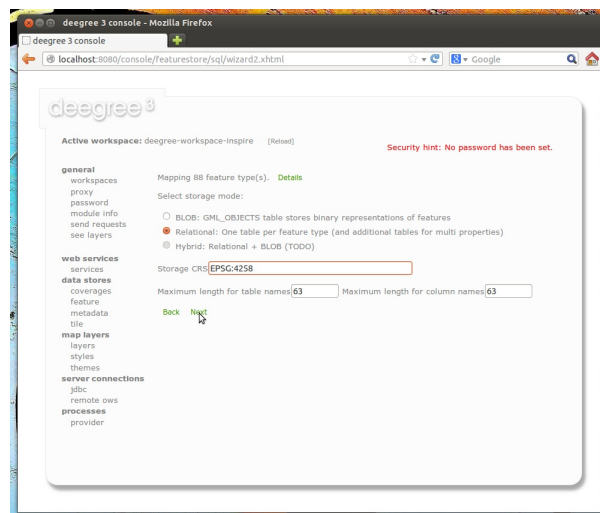 deegree 3 console - Mozilla Firefox
deegree 3 console
localhost:8080/console/featurestore/sql/wizard2.xhtml
Google
deegree 3
Active workspace: deegree-workspace-inspire [Reload]
Security hint: No password has been set.
general
workspaces
proxy
password
module info
send requests
see layers
web services
services
data stores
coverages
feature
metadata
tile
map layers
layers
styles
themes
server connections
jdbc
remote ows
processes
provider
Mapping 88 feature type(s). Details
Select storage mode:
BLOB: GML_OBJECTS table stores binary representations of features
Relational: One table per feature type (and additional tables for multi properties)
Hybrid: Relational + BLOB (TODO)
Storage CRS EPSG:4258
Maximum length for table names 63 Maximum length for column names 63
Back Next